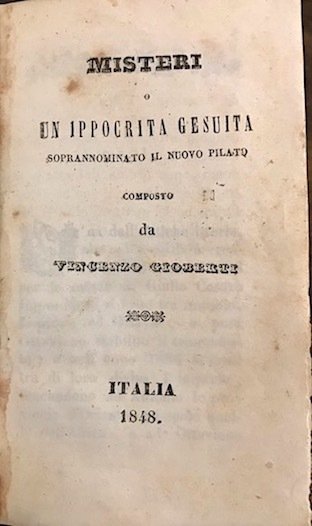 MISTERI
O
UN IPPOCRITA GESUITA
SOPRANNOMINATO IL NUOVO PILATO
COMPOSTO
da
VINCENZO GIOBERTI
ITALIA
1848.